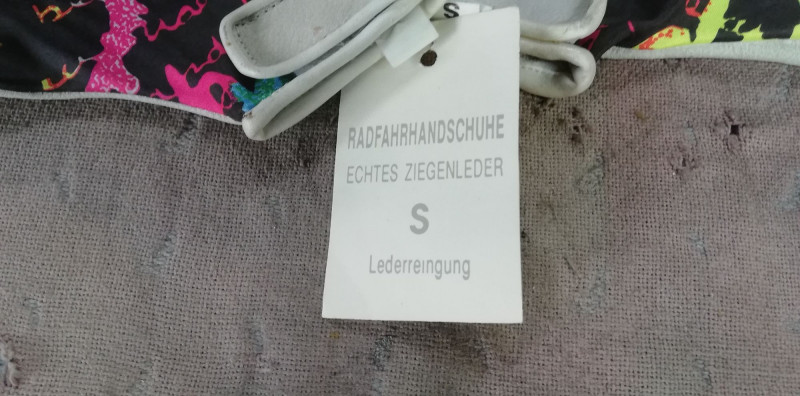 S
RADFAHRHANDSCHUHE
ECHTES ZIEGENLEDER
S
Lederreingung